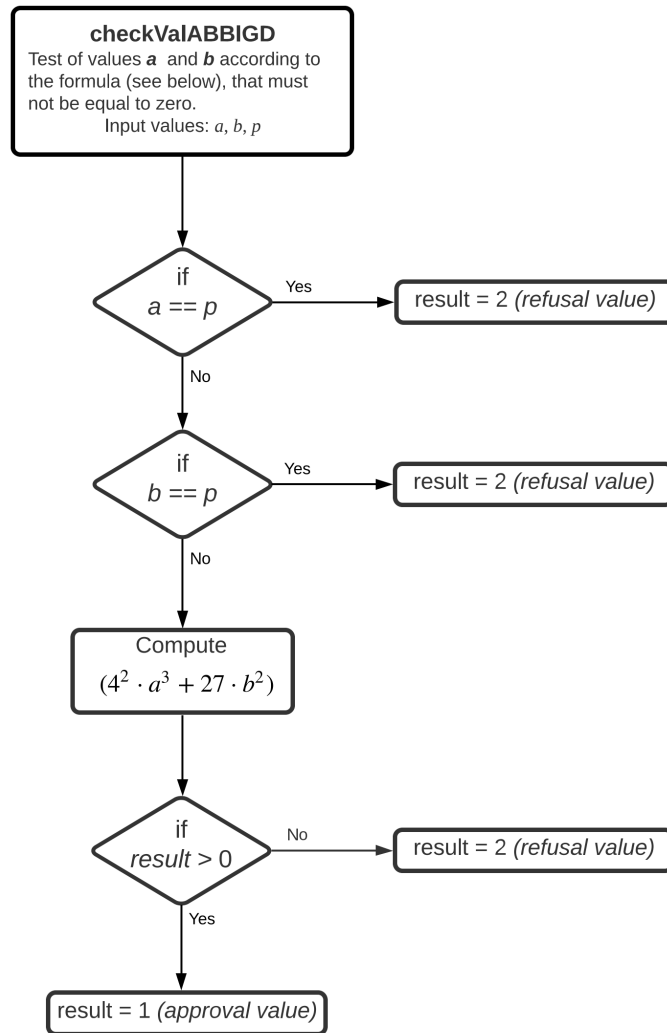 checkValABBIGD
Test of values a and b according to
the formula (see below), that must
not be equal to zero.
Input values: a, b, p
if
a == p
Yes
result = 2 (refusal value)
No
if
b == p
Yes
result = 2 (refusal value)
No
Compute
(4² · a³ + 27 · b²)
if
result > 0
No
result = 2 (refusal value)
Yes
result = 1 (approval value)